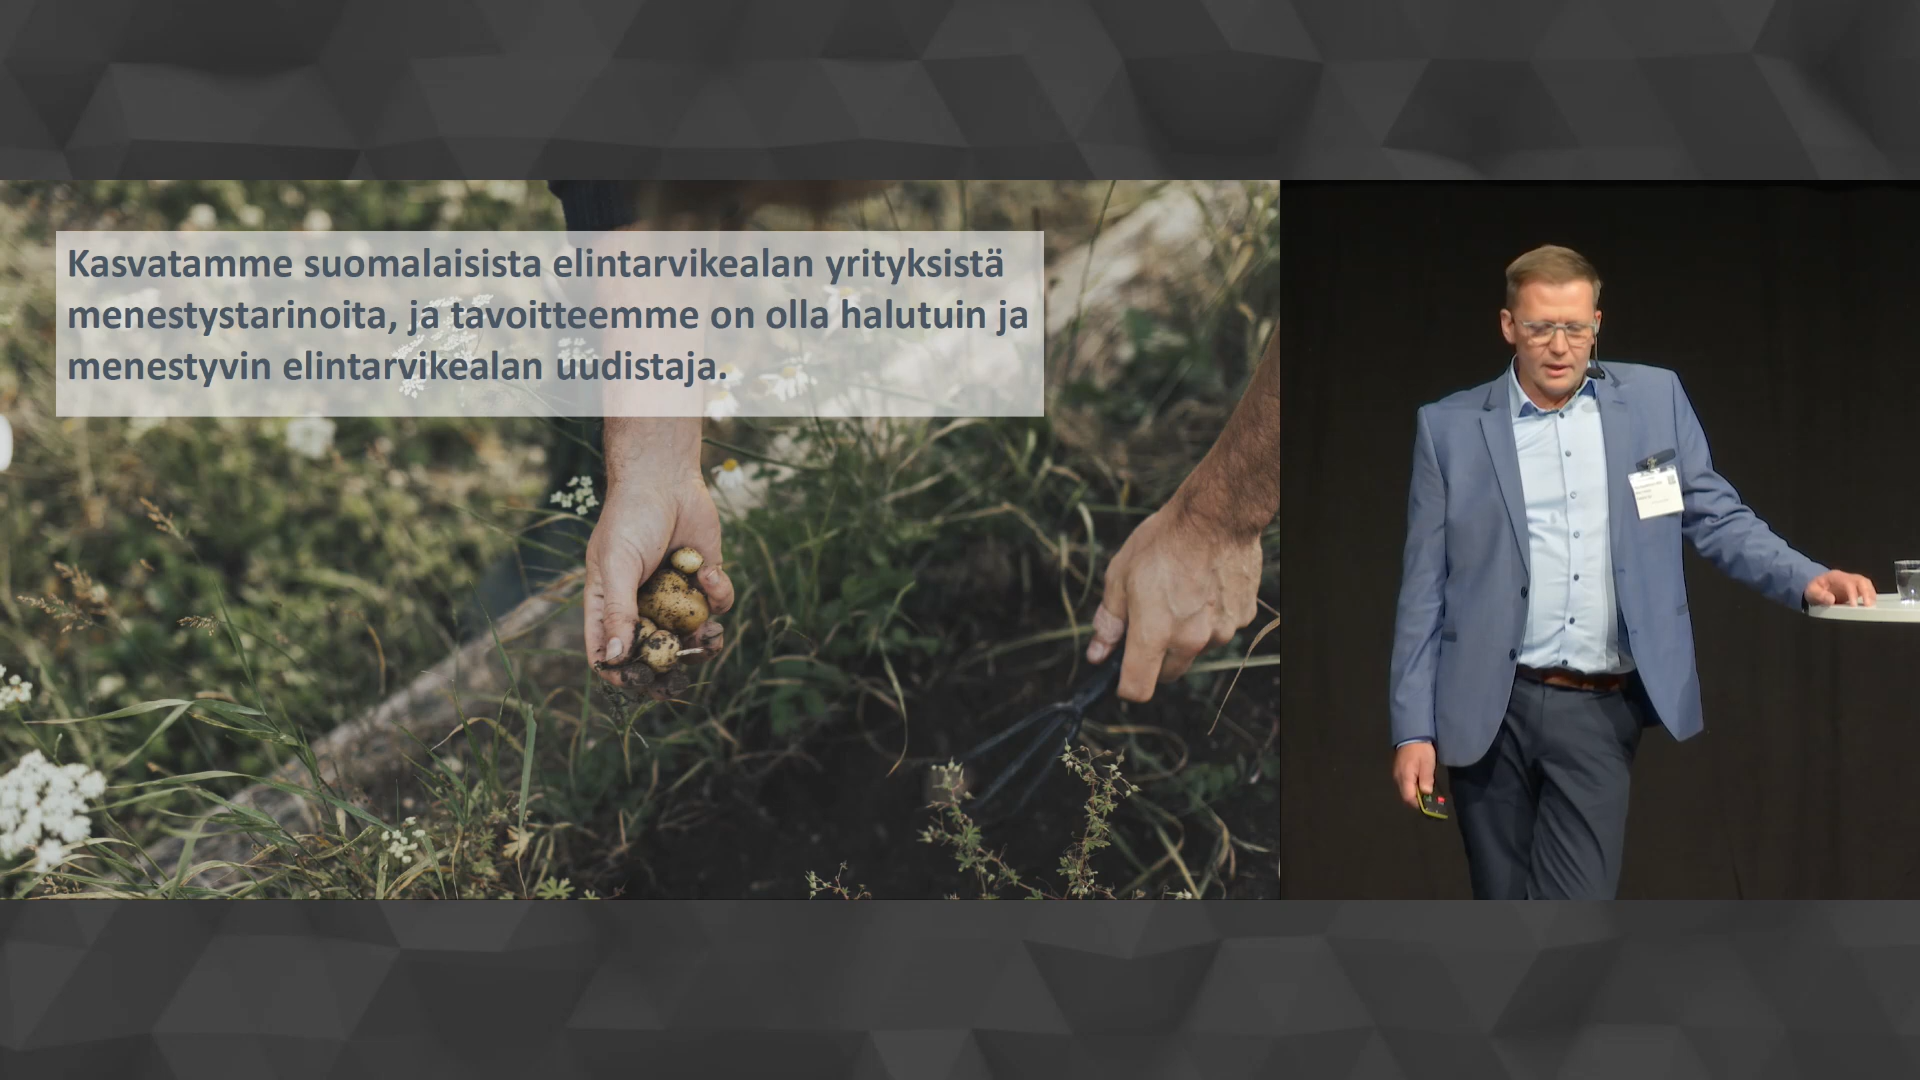 Kasvatamme suomalaisista elintarvikealan yrityksistä
menestystarinoita, ja tavoitteemme on olla halutuin ja
menestyvin elintarvikealan uudistaja.